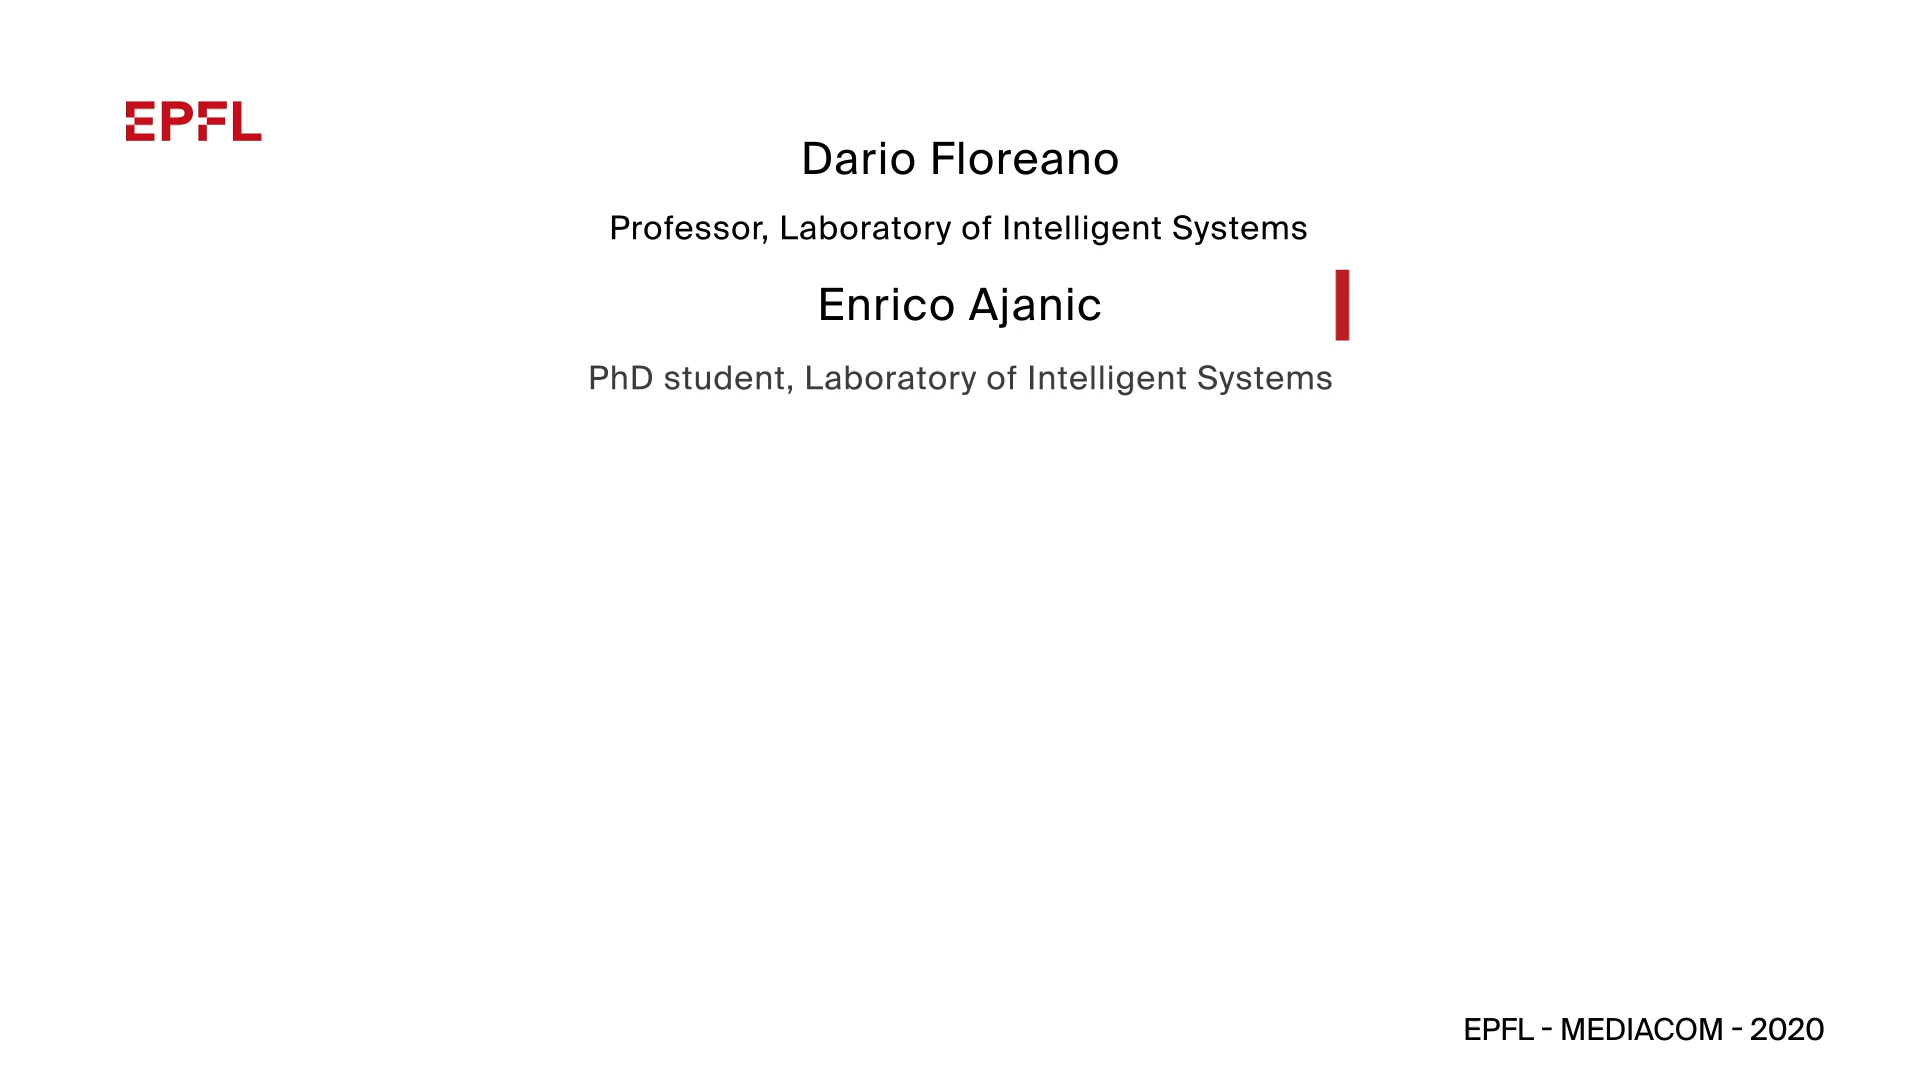 EPFL
Dario Floreano
Professor, Laboratory of Intelligent Systems
Enrico Ajanic
PhD student, Laboratory of Intelligent Systems
EPFL - MEDIACOM - 2020